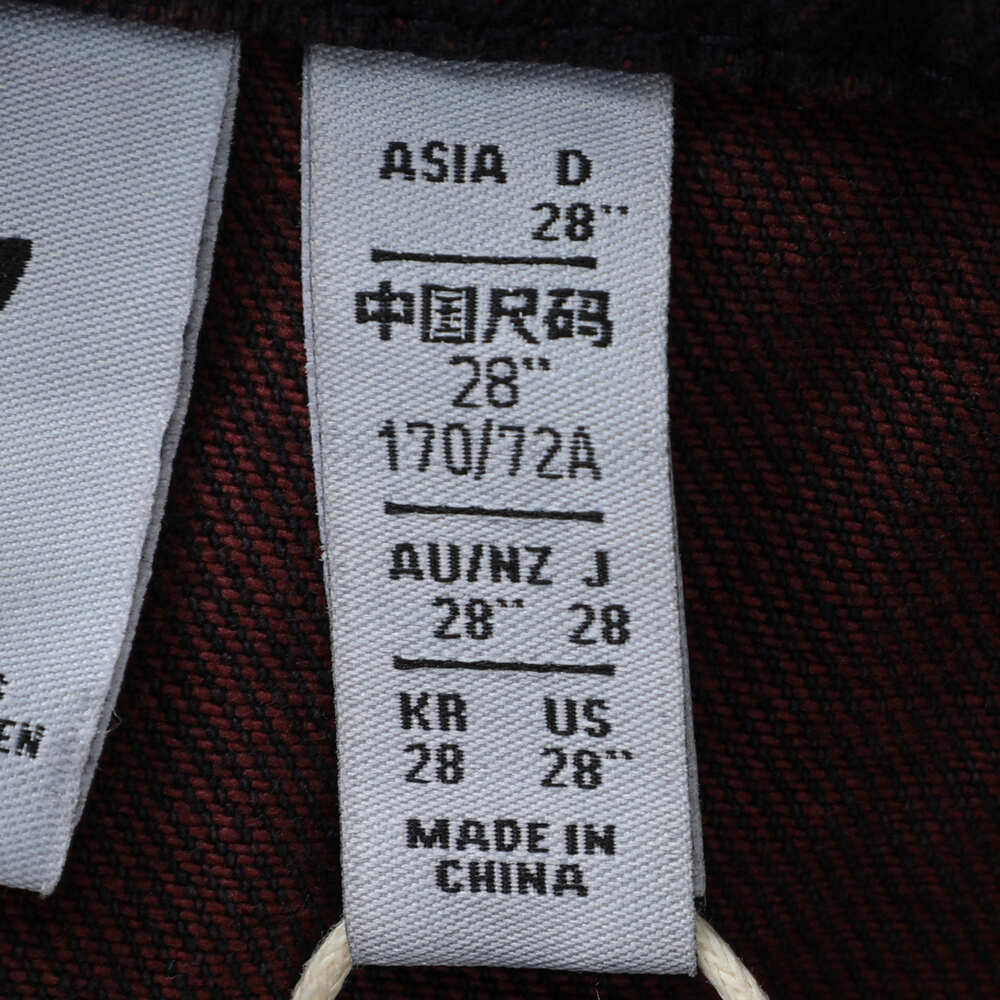 ASIA D
28"
中国尺码
28"
170/72A
AU/NZ J
28" 28
KR US
28 28"
MADE IN
CHINA
EN